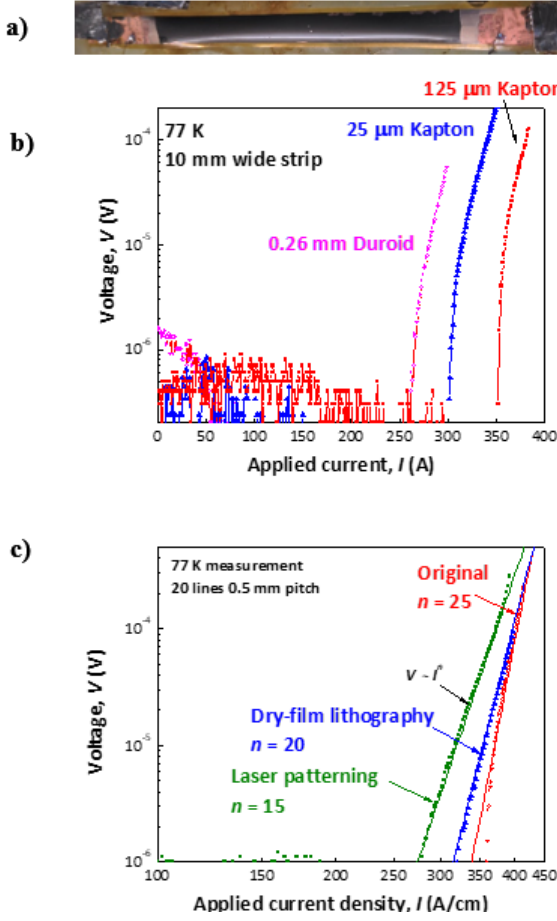 a)
b)
125 μm Kapton
77 K
25 μm Kapton
10 mm wide strip
0.26 mm Duroid
Voltage, V (V)
10⁻⁴
10⁻⁵
10⁻⁶
0 50 100 150 200 250 300 350 400
Applied current, I (A)
c)
77 K measurement
20 lines 0.5 mm pitch
Original
n = 25
V ~ Iⁿ
Dry-film lithography
n = 20
Laser patterning
n = 15
Voltage, V (V)
10⁻⁴
10⁻⁵
10⁻⁶
100 150 200 250 300 350 400 450
Applied current density, I (A/cm)